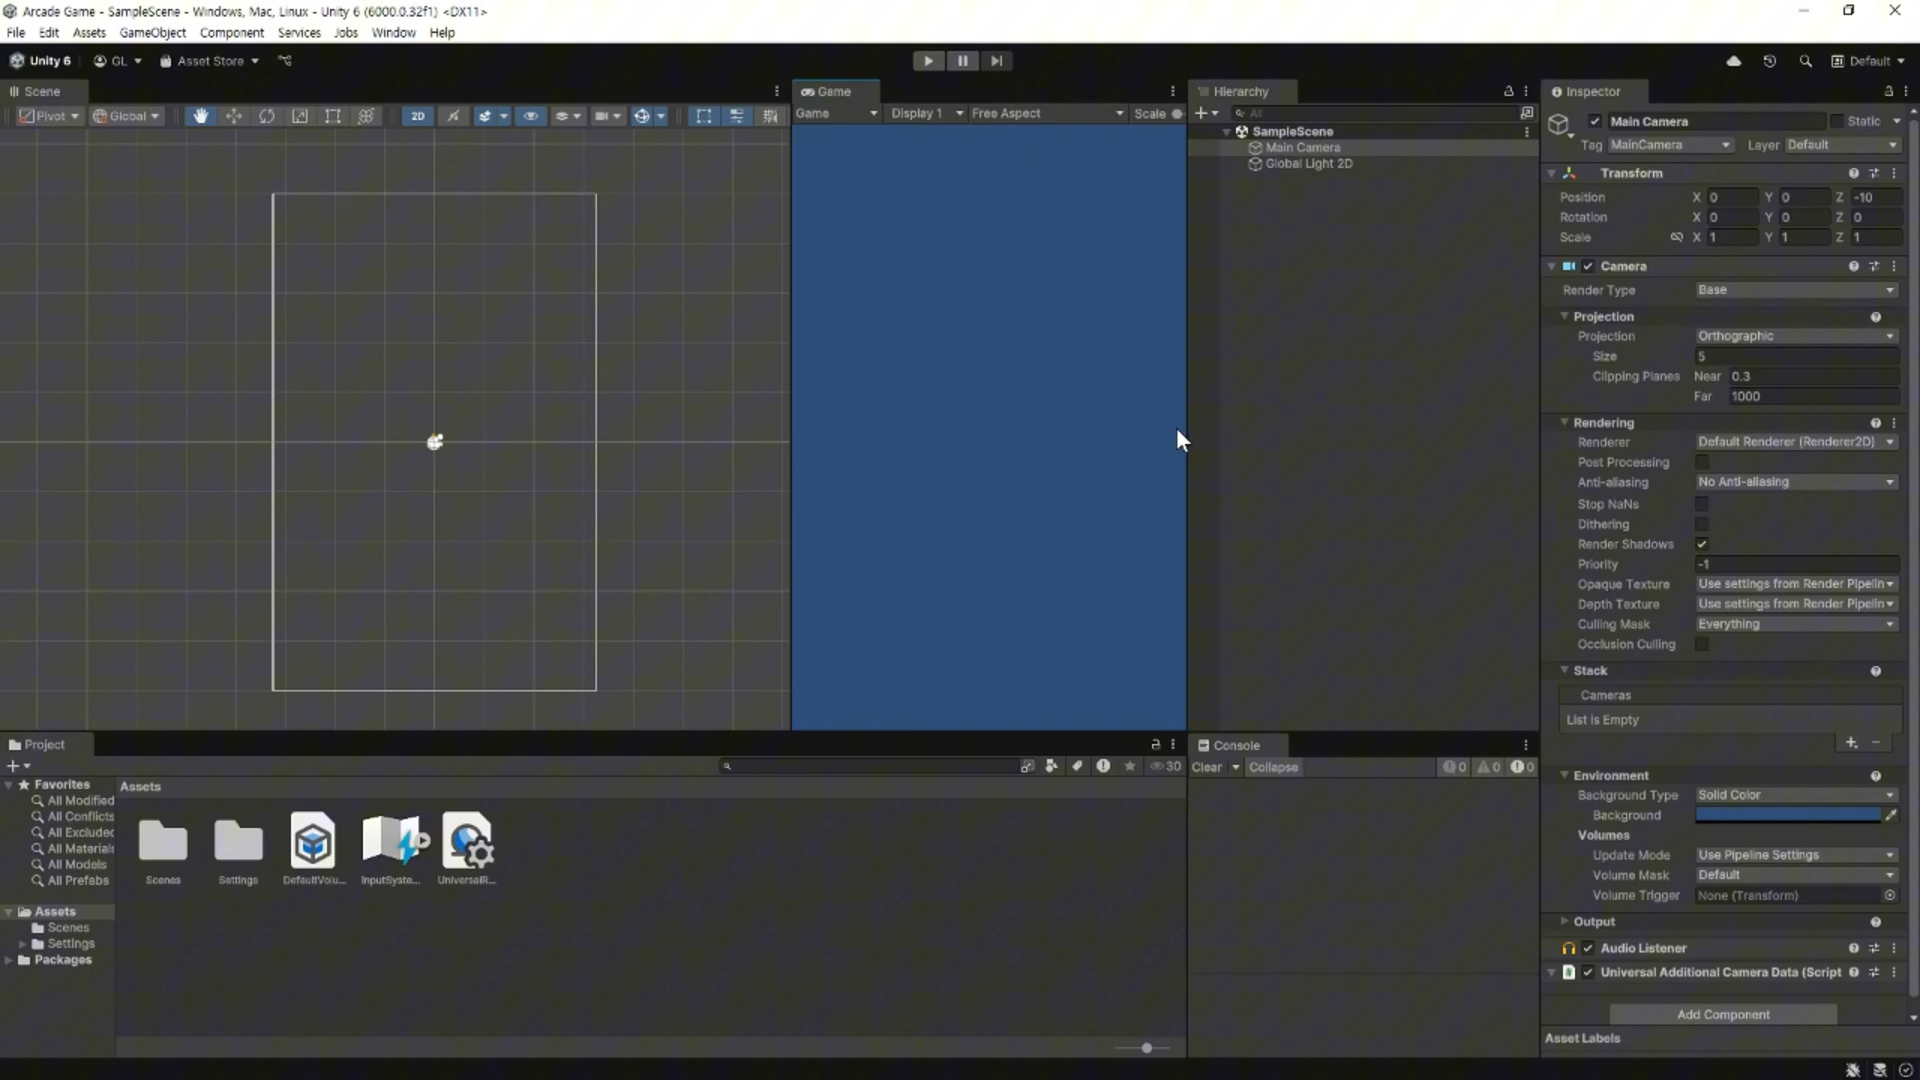 Arcade Game - SampleScene - Windows, Mac, Linux - Unity 6 (6000.0.32f1) <DX11>
File Edit Assets GameObject Component Services Jobs Window Help
Unity 6 GL Asset Store Default
Scene
Pivot Global 2D
Game
Game Display 1 Free Aspect Scale
Hierarchy
All
SampleScene
Main Camera
Global Light 2D
Inspector
Main Camera Static
Tag MainCamera Layer Default
Transform
Position X 0 Y 0 Z -10
Rotation X 0 Y 0 Z 0
Scale X 1 Y 1 Z 1
Camera
Render Type Base
Projection
Projection Orthographic
Size 5
Clipping Planes Near 0.3
Far 1000
Rendering
Renderer Default Renderer (Renderer2D)
Post Processing
Anti-aliasing No Anti-aliasing
Stop NaNs
Dithering
Render Shadows
Priority -1
Opaque Texture Use settings from Render Pipelin
Depth Texture Use settings from Render Pipelin
Culling Mask Everything
Occlusion Culling
Stack
Cameras
List is Empty
Environment
Background Type Solid Color
Background
Volumes
Update Mode Use Pipeline Settings
Volume Mask Default
Volume Trigger None (Transform)
Output
Audio Listener
Universal Additional Camera Data (Script
Add Component
Asset Labels
Project
30
Favorites
All Modified
All Conflicts
All Excluded
All Materials
All Models
All Prefabs
Assets
Scenes
Settings
Packages
Assets
Scenes Settings DefaultVolu... InputSyste... UniversalR...
Console
Clear Collapse 0 0 0